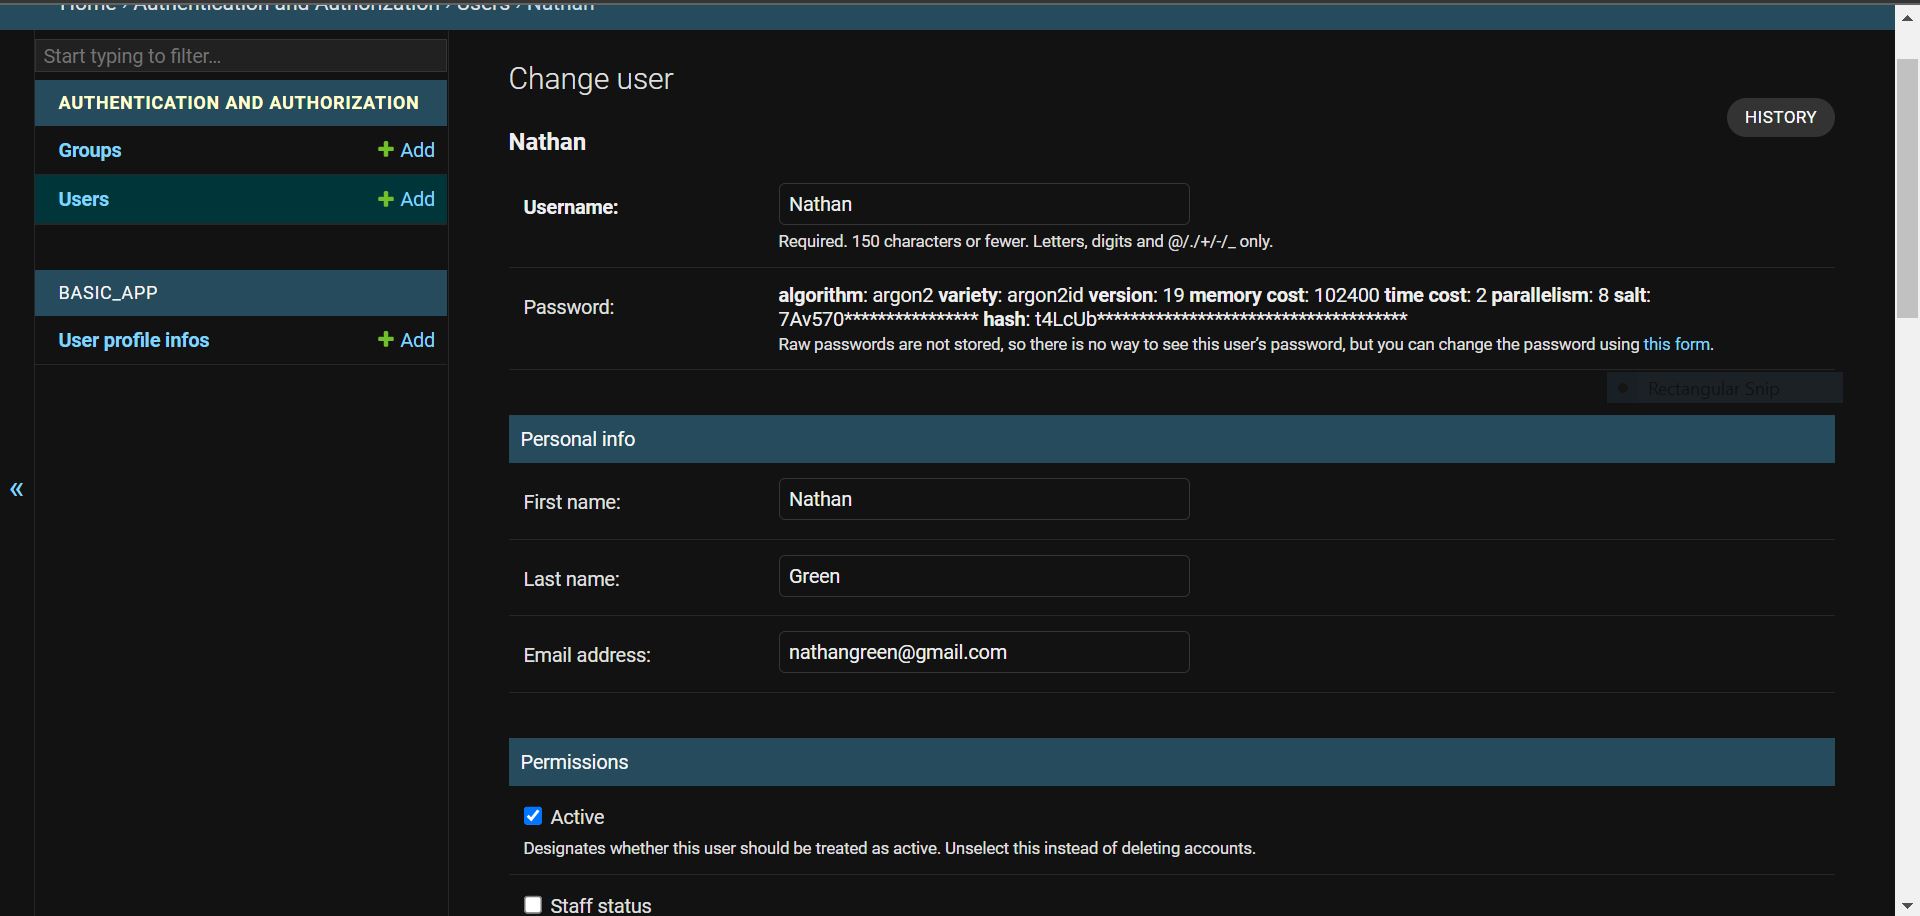 Home › Authentication and Authorization › Users › Nathan
Start typing to filter...
AUTHENTICATION AND AUTHORIZATION
Groups + Add
Users + Add
BASIC_APP
User profile infos + Add
«
Change user
HISTORY
Nathan
Username: Nathan
Required. 150 characters or fewer. Letters, digits and @/./+/-/_ only.
Password: algorithm: argon2 variety: argon2id version: 19 memory cost: 102400 time cost: 2 parallelism: 8 salt:
7Av570**************** hash: t4LcUb*************************************
Raw passwords are not stored, so there is no way to see this user’s password, but you can change the password using this form.
Rectangular Snip
Personal info
First name: Nathan
Last name: Green
Email address: nathangreen@gmail.com
Permissions
Active
Designates whether this user should be treated as active. Unselect this instead of deleting accounts.
Staff status